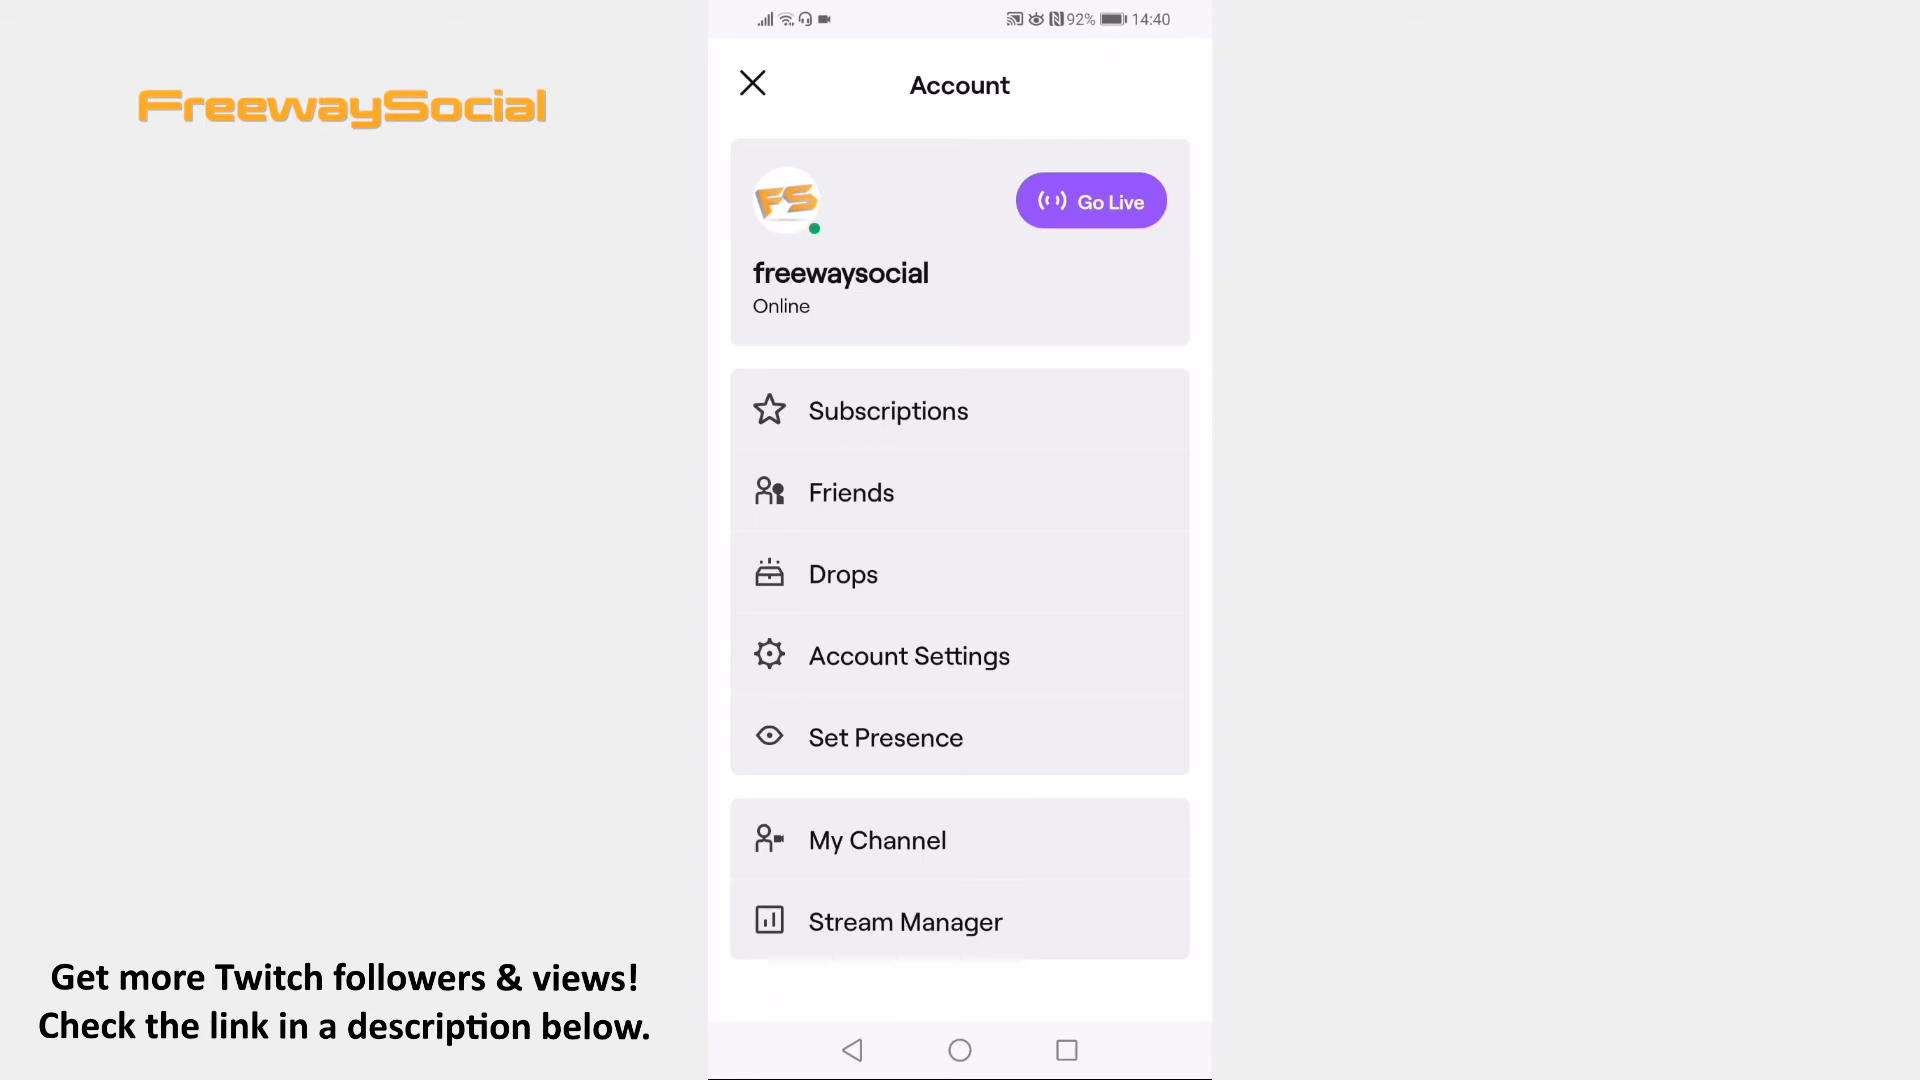 92% 14:40
FreewaySocial
Account
FS
Go Live
freewaysocial
Online
Subscriptions
Friends
Drops
Account Settings
Set Presence
My Channel
Stream Manager
Get more Twitch followers & views!
Check the link in a description below.